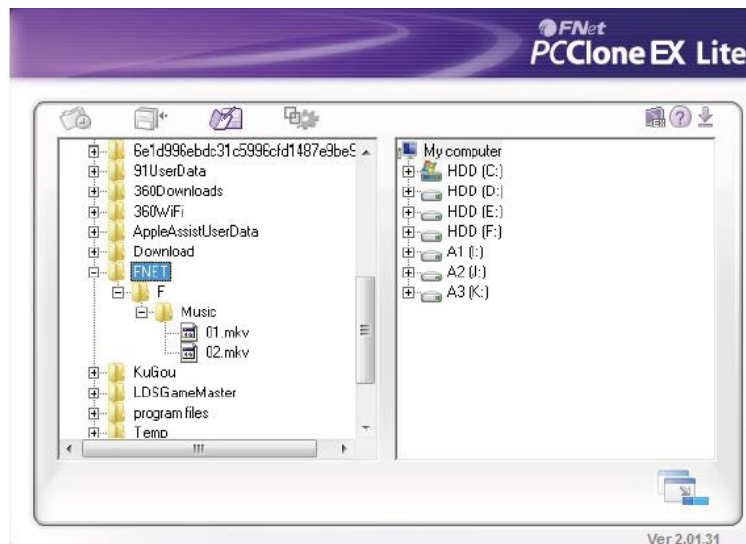 FNet
PCClone EX Lite
6e1d996ebdc31c5996cfd1487e9be9
91UserData
360Downloads
360WiFi
AppleAssistUserData
Download
FNET
F
Music
01.mkv
02.mkv
KuGou
LDSGameMaster
program files
Temp
My computer
HDD (C:)
HDD (D:)
HDD (E:)
HDD (F:)
A1 (I:)
A2 (J:)
A3 (K:)
EX
Ver 2.01.31